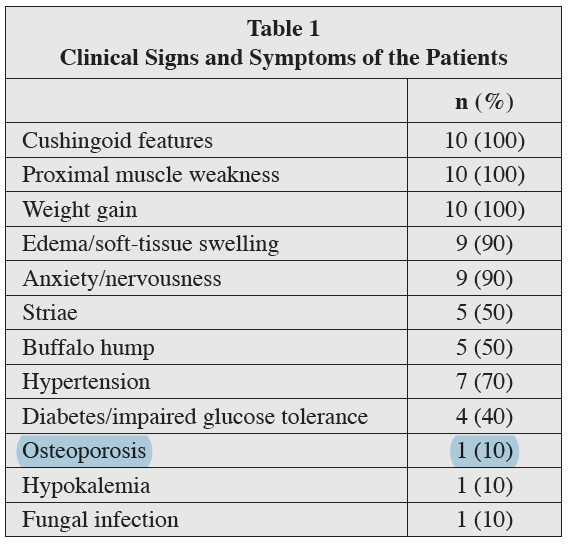 Table 1
Clinical Signs and Symptoms of the Patients
n (%)
Cushingoid features 10 (100)
Proximal muscle weakness 10 (100)
Weight gain 10 (100)
Edema/soft-tissue swelling 9 (90)
Anxiety/nervousness 9 (90)
Striae 5 (50)
Buffalo hump 5 (50)
Hypertension 7 (70)
Diabetes/impaired glucose tolerance 4 (40)
Osteoporosis 1 (10)
Hypokalemia 1 (10)
Fungal infection 1 (10)